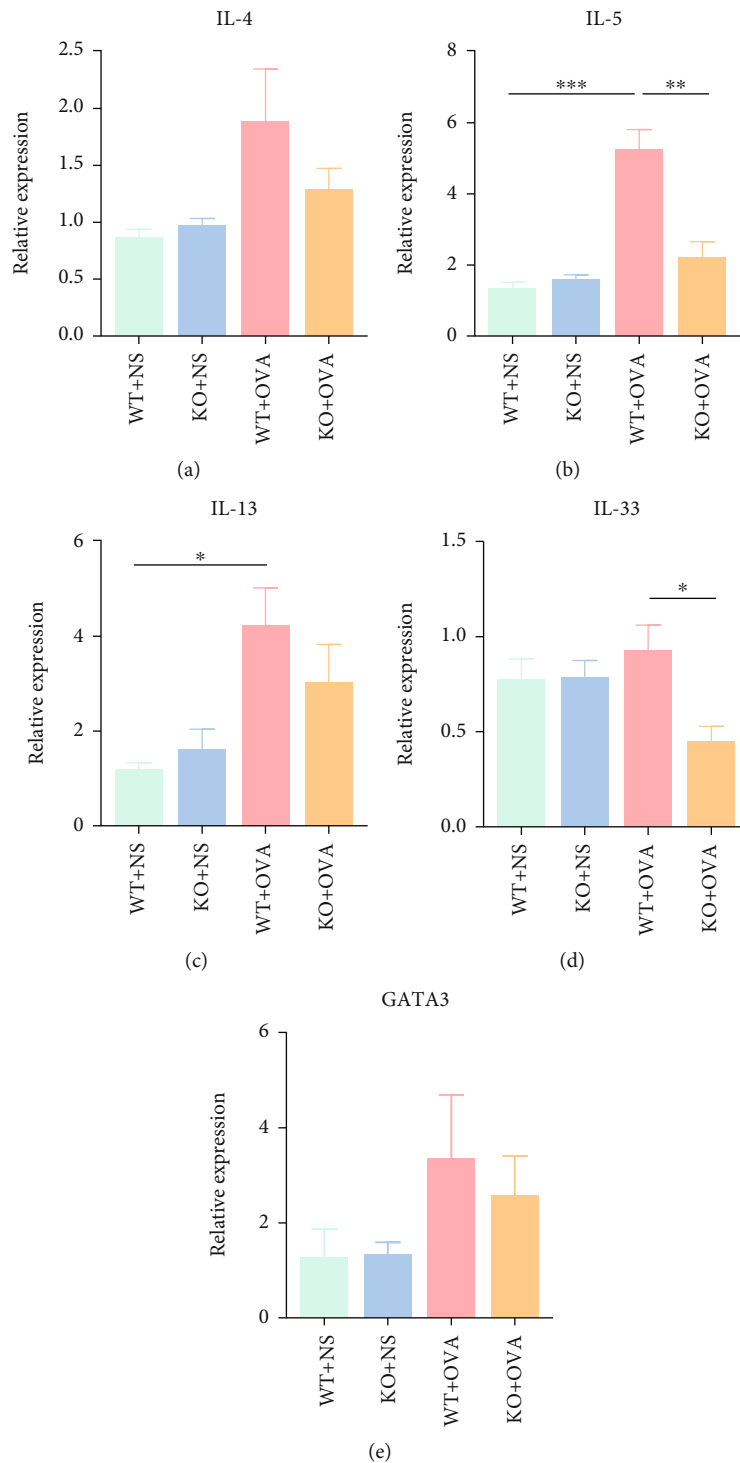 IL-4
Relative expression
2.5
2.0
1.5
1.0
0.5
0.0
WT+NS
KO+NS
WT+OVA
KO+OVA
(a)
IL-5
Relative expression
8
6
4
2
0
***
**
WT+NS
KO+NS
WT+OVA
KO+OVA
(b)
IL-13
Relative expression
6
4
2
0
*
WT+NS
KO+NS
WT+OVA
KO+OVA
(c)
IL-33
Relative expression
1.5
1.0
0.5
0.0
*
WT+NS
KO+NS
WT+OVA
KO+OVA
(d)
GATA3
Relative expression
6
4
2
0
WT+NS
KO+NS
WT+OVA
KO+OVA
(e)